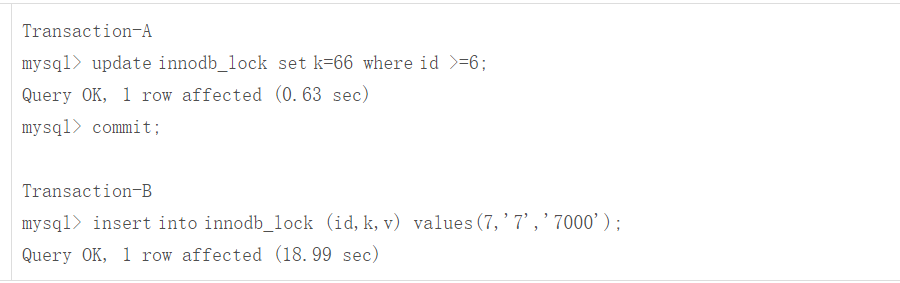 Transaction-A
mysql> update innodb_lock set k=66 where id >=6;
Query OK, 1 row affected (0.63 sec)
mysql> commit;
Transaction-B
mysql> insert into innodb_lock (id,k,v) values(7,'7','7000');
Query OK, 1 row affected (18.99 sec)